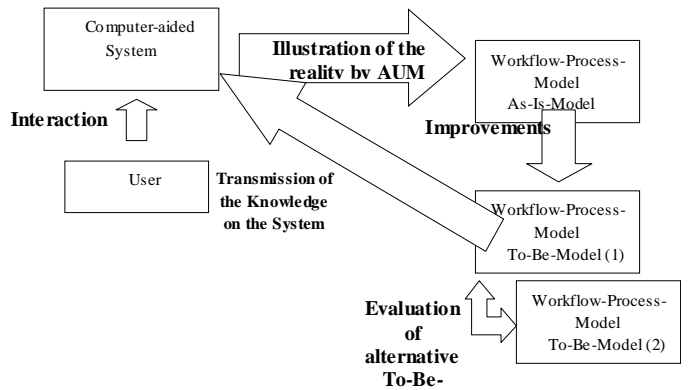 Computer-aided
System
Illustration of the
reality by AUM
Workflow-Process-
Model
As-Is-Model
Interaction
Improvements
User
Transmission of
the Knowledge
on the System
Workflow-Process-
Model
To-Be-Model (1)
Evaluation
of
alternative
To-Be-
Workflow-Process-
Model
To-Be-Model (2)